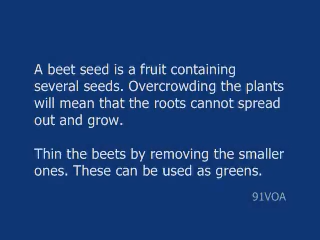 A beet seed is a fruit containing
several seeds. Overcrowding the plants
will mean that the roots cannot spread
out and grow.
Thin the beets by removing the smaller
ones. These can be used as greens.
91VOA